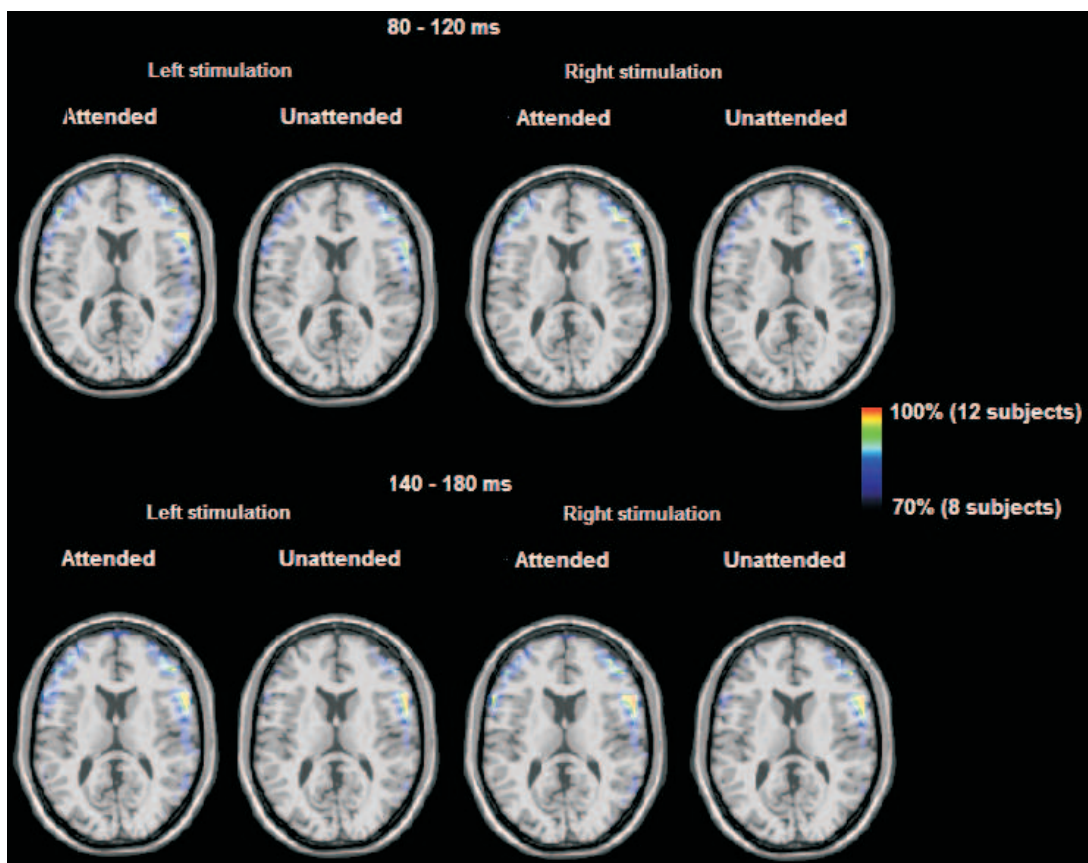 80 - 120 ms
Left stimulation Right stimulation
Attended Unattended Attended Unattended
100% (12 subjects)
70% (8 subjects)
140 - 180 ms
Left stimulation Right stimulation
Attended Unattended Attended Unattended